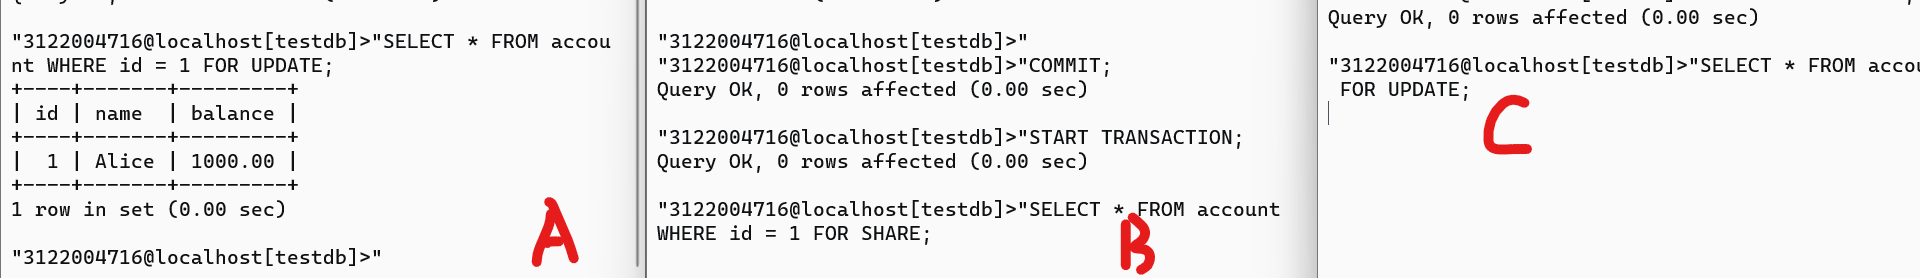 "3122004716@localhost[testdb]>"SELECT * FROM accou
nt WHERE id = 1 FOR UPDATE;
+----+-------+---------+
| id | name  | balance |
+----+-------+---------+
|  1 | Alice | 1000.00 |
+----+-------+---------+
1 row in set (0.00 sec)
"3122004716@localhost[testdb]>"
A
"3122004716@localhost[testdb]>"
"3122004716@localhost[testdb]>"COMMIT;
Query OK, 0 rows affected (0.00 sec)
"3122004716@localhost[testdb]>"START TRANSACTION;
Query OK, 0 rows affected (0.00 sec)
"3122004716@localhost[testdb]>"SELECT * FROM account
WHERE id = 1 FOR SHARE;
B
Query OK, 0 rows affected (0.00 sec)
"3122004716@localhost[testdb]>"SELECT * FROM accou
FOR UPDATE;
C